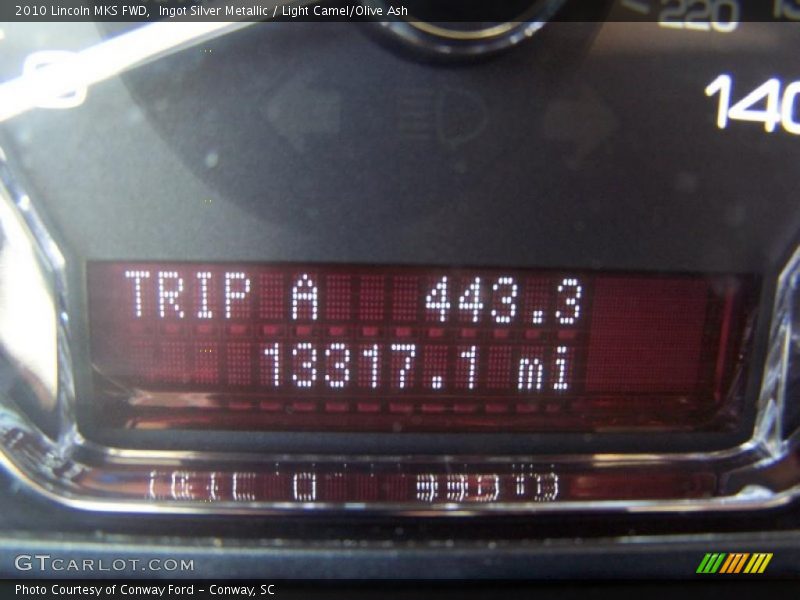 2010 Lincoln MKS FWD,  Ingot Silver Metallic / Light Camel/Olive Ash
220
140
0
TRIP A 443.3
13317.1 mi
GTCARLOT.COM
Photo Courtesy of Conway Ford - Conway, SC